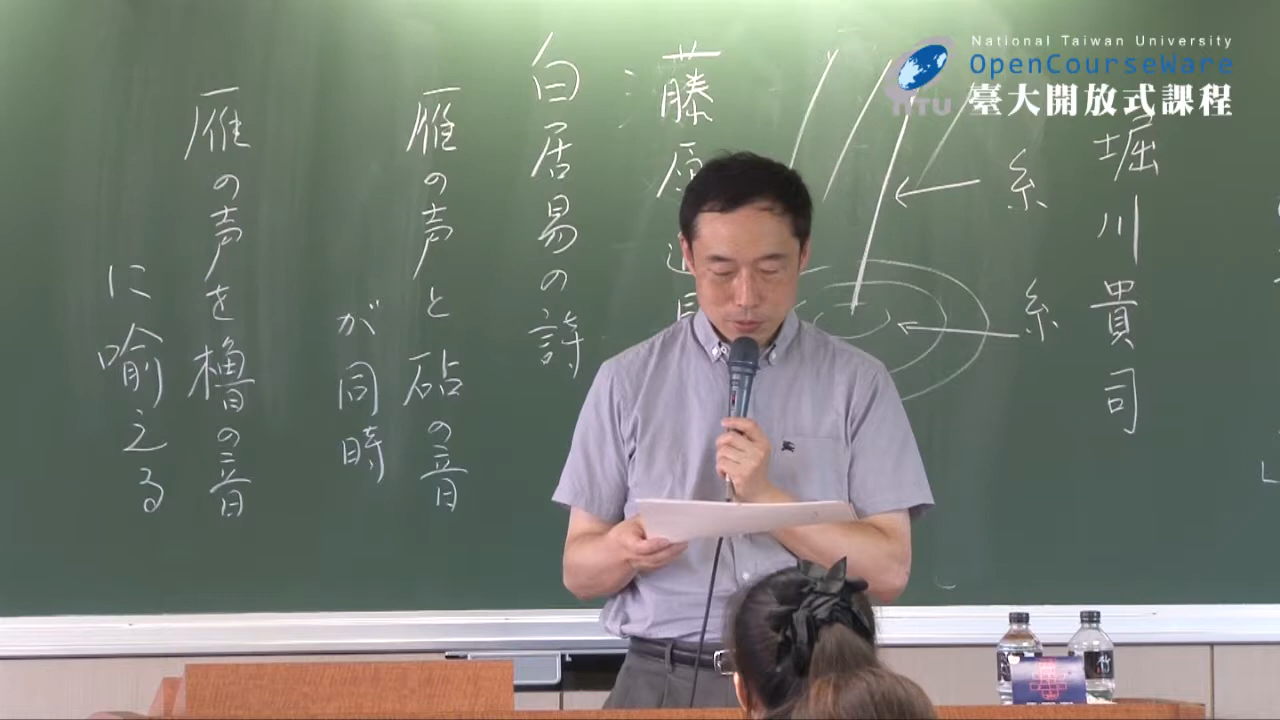 National Taiwan University
OpenCourseWare
臺大開放式課程
堀川貴司
糸
糸
藤原
白居易の詩
雁の声と砧の音
が同時
雁の声を櫓の音
に喩える